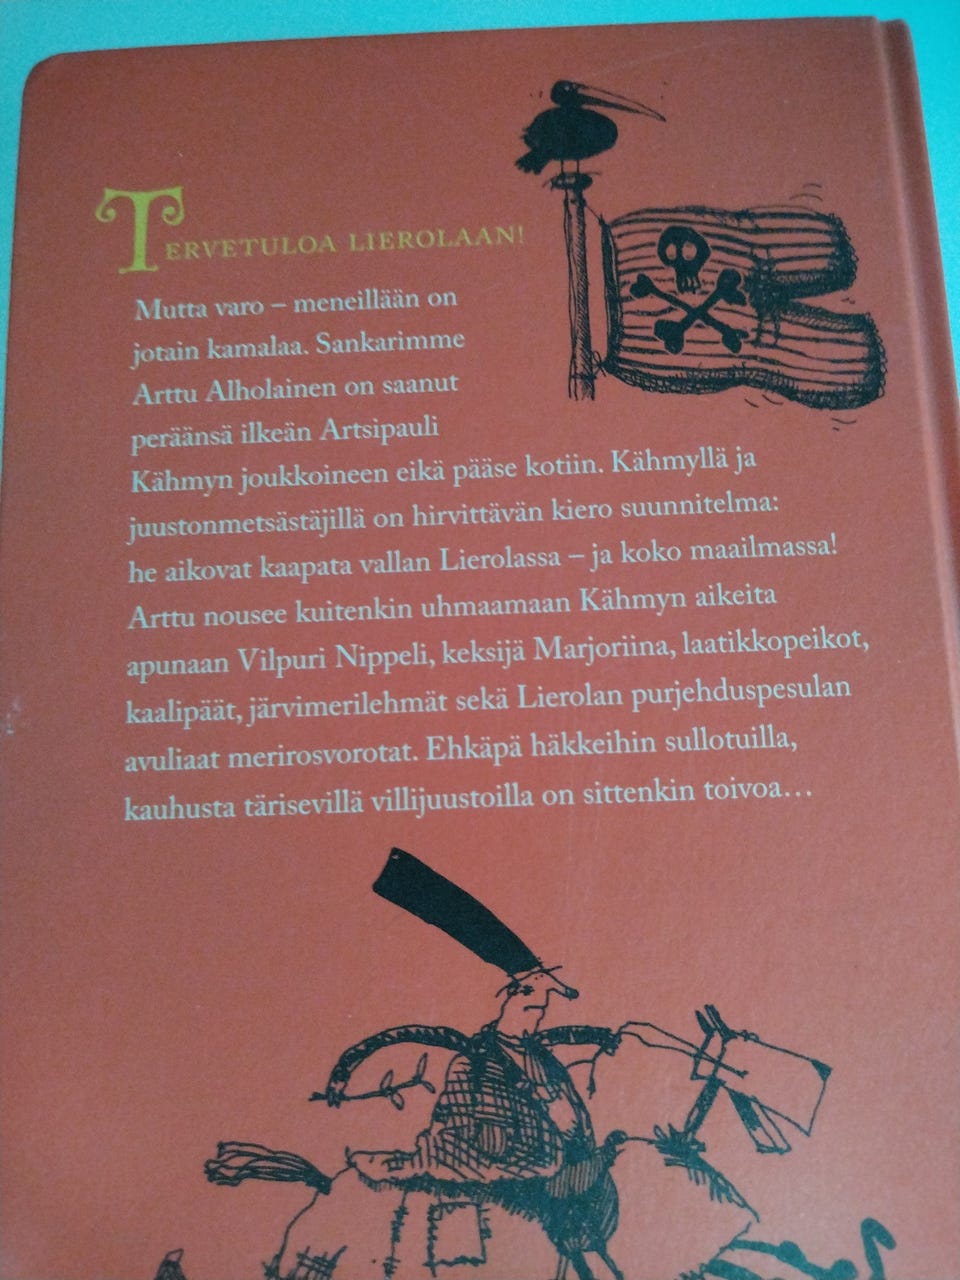 TERVETULOA LIEROLAAN!
Mutta varo – meneillään on
jotain kamalaa. Sankarimme
Arttu Alholainen on saanut
peräänsä ilkeän Artsipauli
Kähmyn joukkoineen eikä pääse kotiin. Kähmyllä ja
juustonmetsästäjillä on hirvittävän kiero suunnitelma:
he aikovat kaapata vallan Lierolassa – ja koko maailmassa!
Arttu nousee kuitenkin uhmaamaan Kähmyn aikeita
apunaan Vilpuri Nippeli, keksijä Marjoriina, laatikkopeikot,
kaalipäät, järvimerilehmät sekä Lierolan purjehduspesulan
avuliaat merirosvorotat. Ehkäpä häkkeihin sullotuilla,
kauhusta tärisevillä villijuustoilla on sittenkin toivoa…